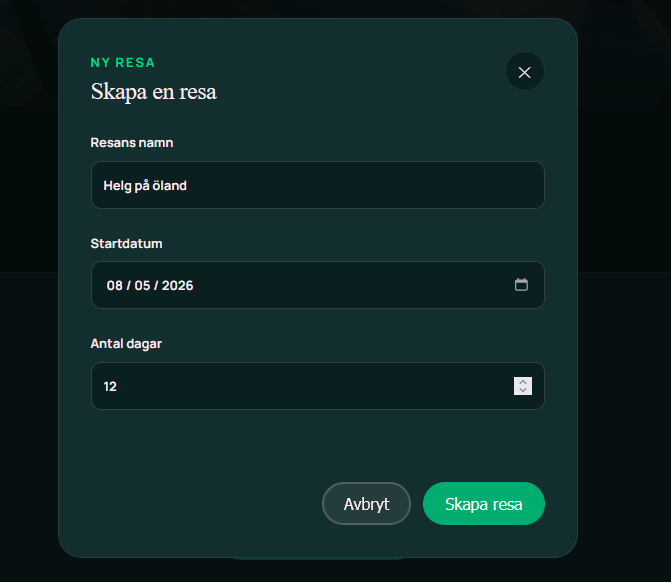 NY RESA
Skapa en resa
Resans namn
Helg på öland
Startdatum
08 / 05 / 2026
Antal dagar
12
Avbryt Skapa resa